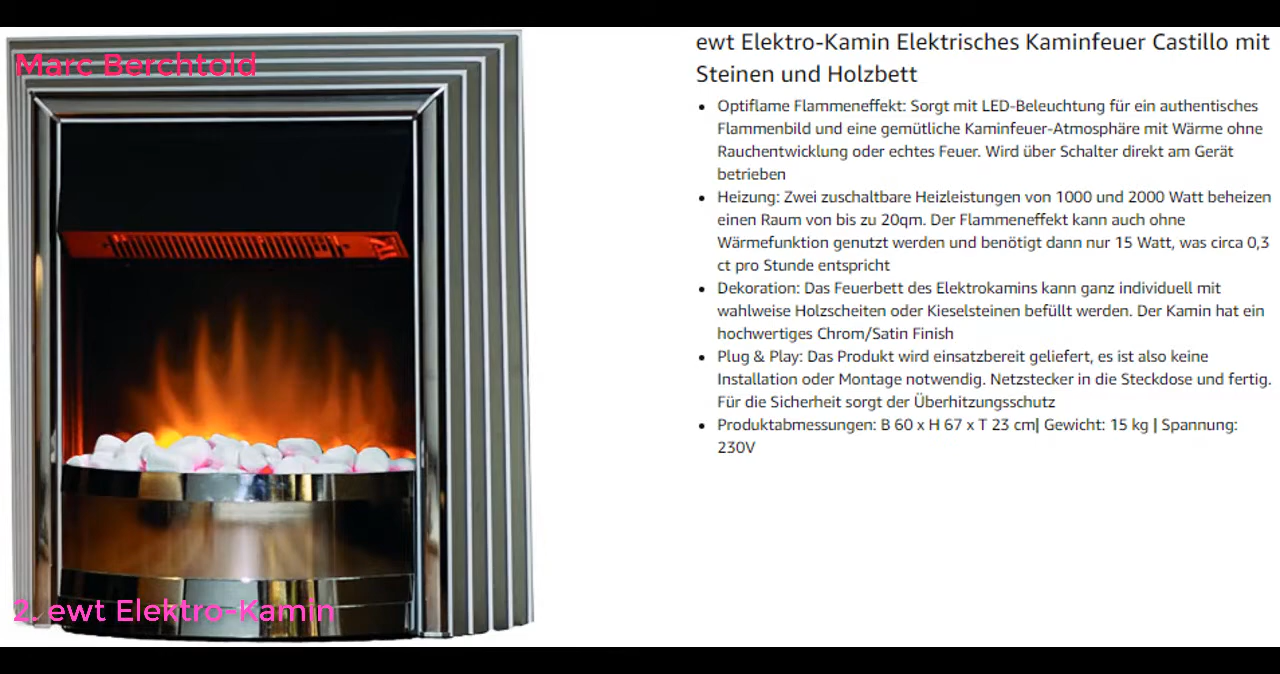 Marc Berchtold
ewt Elektro-Kamin Elektrisches Kaminfeuer Castillo mit
Steinen und Holzbett
• Optiflame Flammeneffekt: Sorgt mit LED-Beleuchtung für ein authentisches
Flammenbild und eine gemütliche Kaminfeuer-Atmosphäre mit Wärme ohne
Rauchentwicklung oder echtes Feuer. Wird über Schalter direkt am Gerät
betrieben
• Heizung: Zwei zuschaltbare Heizleistungen von 1000 und 2000 Watt beheizen
einen Raum von bis zu 20qm. Der Flammeneffekt kann auch ohne
Wärmefunktion genutzt werden und benötigt dann nur 15 Watt, was circa 0,3
ct pro Stunde entspricht
• Dekoration: Das Feuerbett des Elektrokamins kann ganz individuell mit
wahlweise Holzscheiten oder Kieselsteinen befüllt werden. Der Kamin hat ein
hochwertiges Chrom/Satin Finish
• Plug & Play: Das Produkt wird einsatzbereit geliefert, es ist also keine
Installation oder Montage notwendig. Netzstecker in die Steckdose und fertig.
Für die Sicherheit sorgt der Überhitzungsschutz
• Produktabmessungen: B 60 x H 67 x T 23 cm| Gewicht: 15 kg | Spannung:
230V
2. ewt Elektro-Kamin